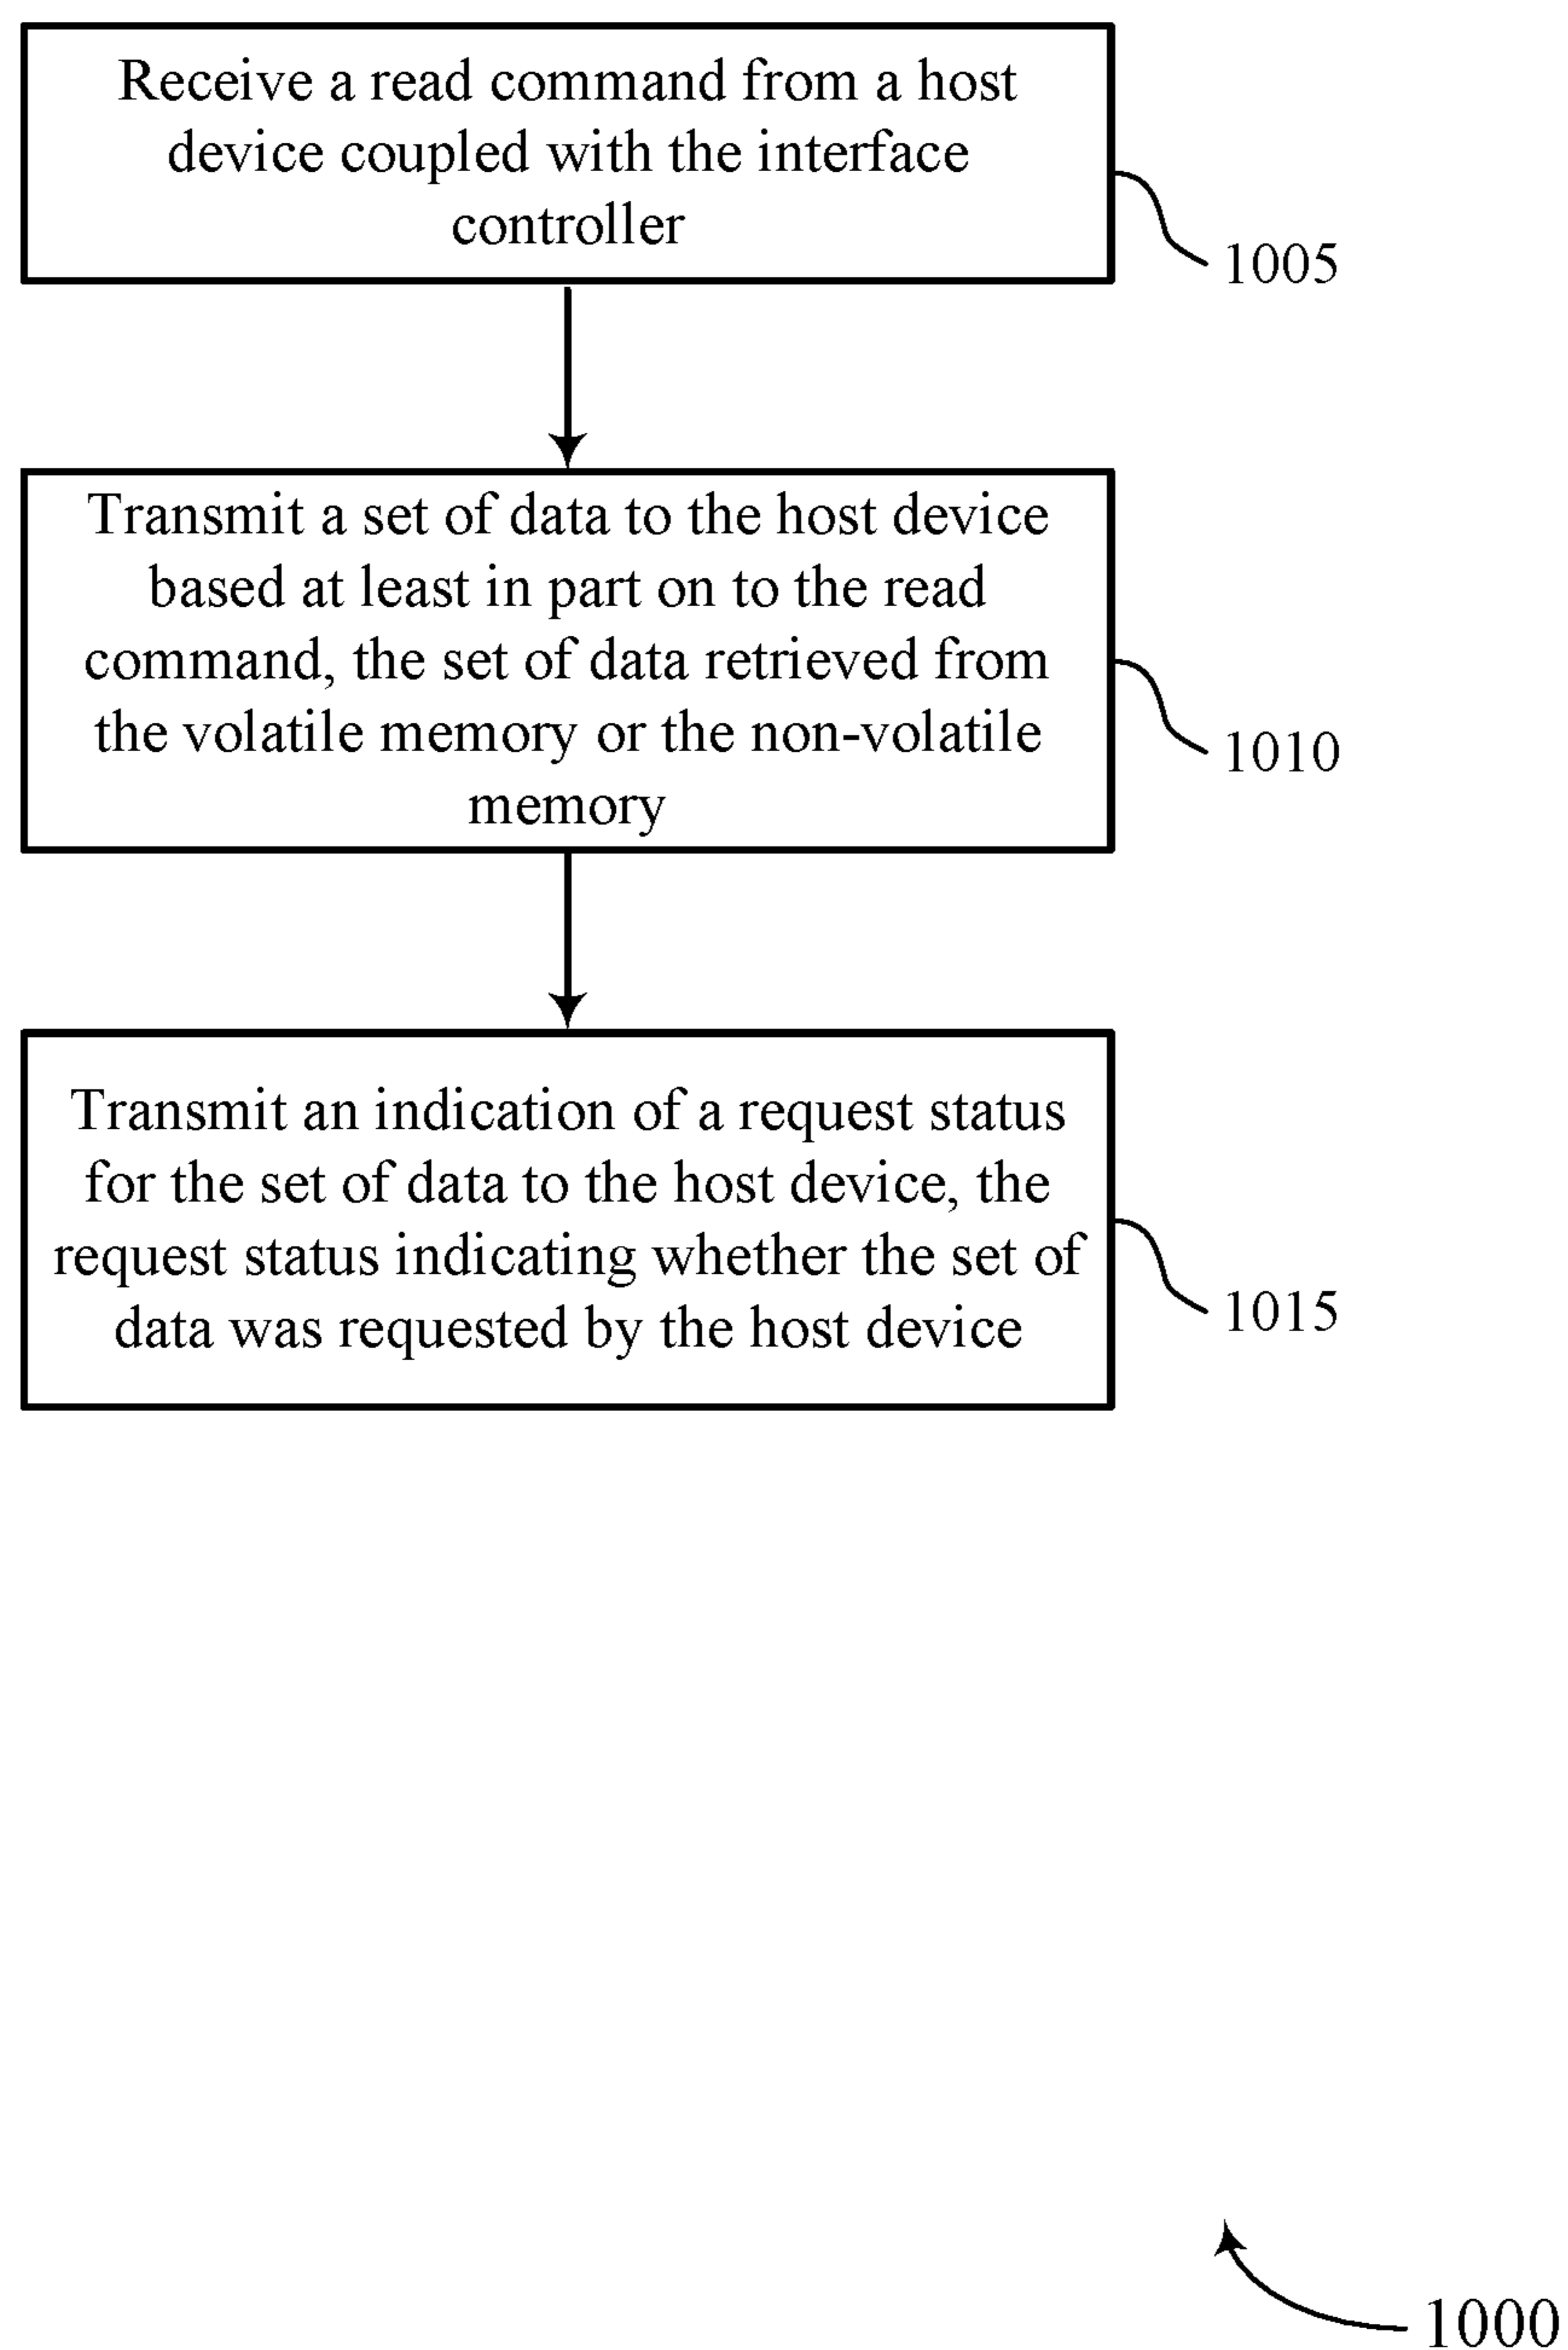 Receive a read command from a host
device coupled with the interface
controller
1005
Transmit a set of data to the host device
based at least in part on to the read
command, the set of data retrieved from
the volatile memory or the non-volatile
memory
1010
Transmit an indication of a request status
for the set of data to the host device, the
request status indicating whether the set of
data was requested by the host device
1015
1000